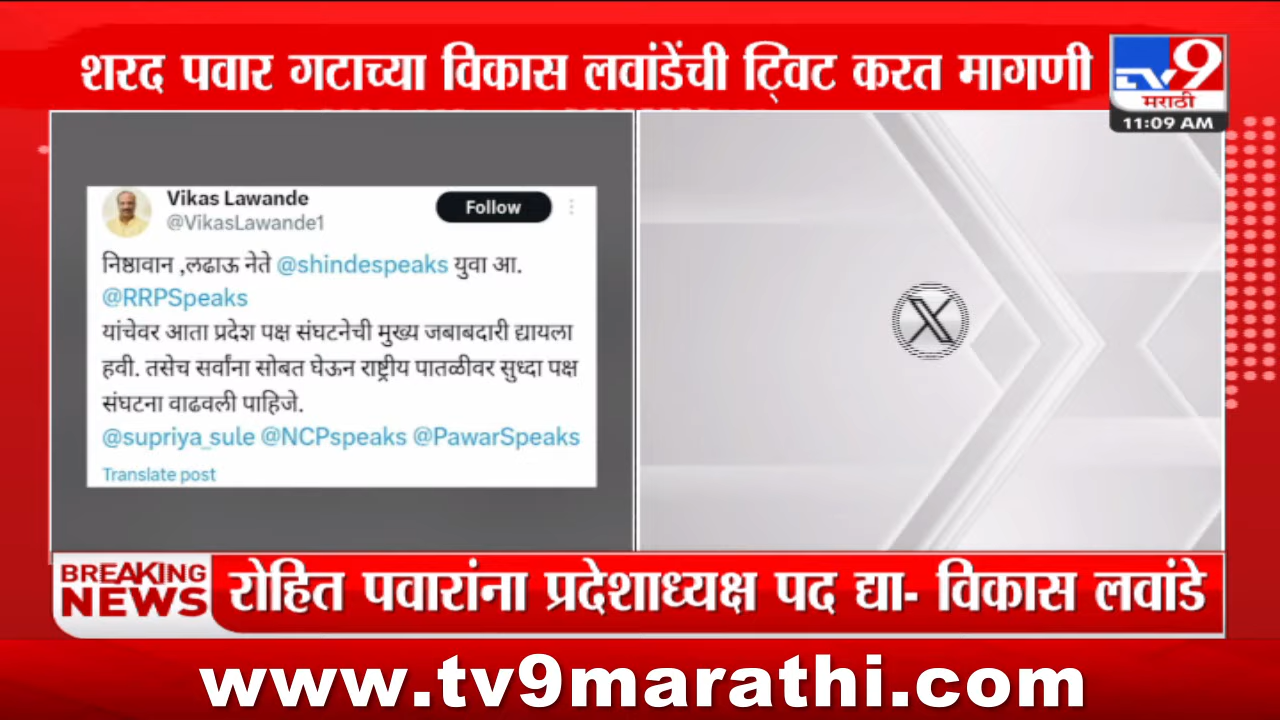 शरद पवार गटाच्या विकास लवांडेंची ट्विट करत मागणी
TV9
मराठी
11:09 AM
Vikas Lawande
@VikasLawande1
Follow
निष्ठावान ,लढाऊ नेते @shindespeaks युवा आ.
@RRPSpeaks
यांचेवर आता प्रदेश पक्ष संघटनेची मुख्य जबाबदारी द्यायला
हवी. तसेच सर्वांना सोबत घेऊन राष्ट्रीय पातळीवर सुध्दा पक्ष
संघटना वाढवली पाहिजे.
@supriya_sule @NCPspeaks @PawarSpeaks
Translate post
X
BREAKING
NEWS
रोहित पवारांना प्रदेशाध्यक्ष पद द्या- विकास लवांडे
www.tv9marathi.com